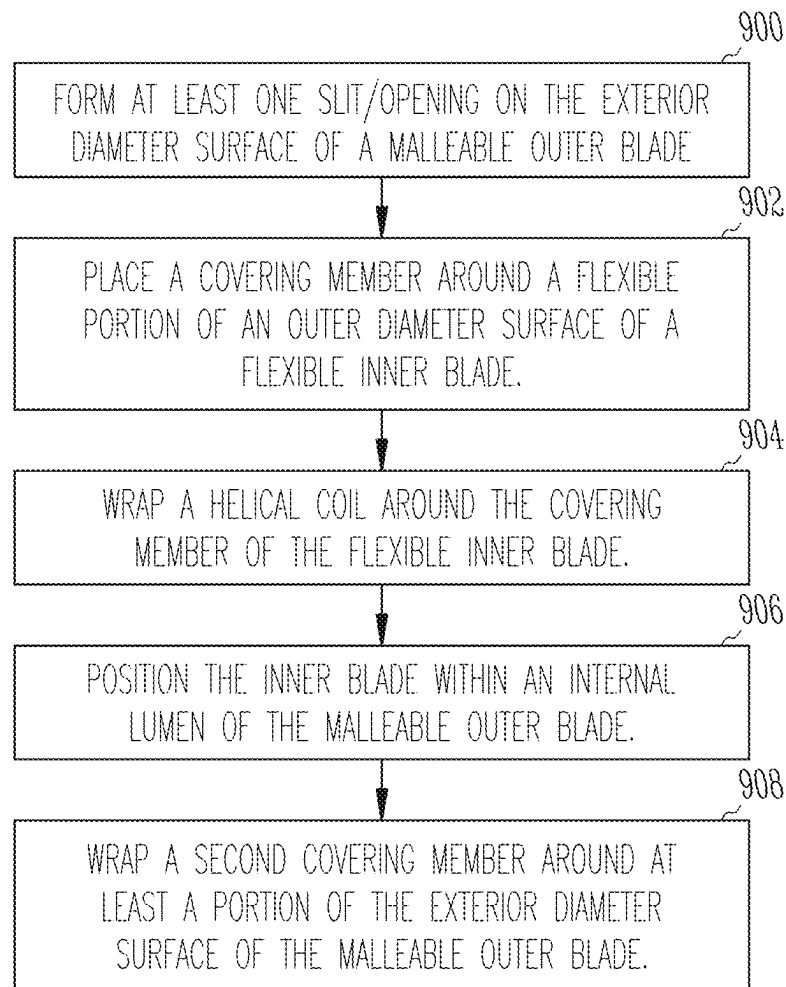 900
FORM AT LEAST ONE SLIT/OPENING ON THE EXTERIOR
DIAMETER SURFACE OF A MALLEABLE OUTER BLADE
902
PLACE A COVERING MEMBER AROUND A FLEXIBLE
PORTION OF AN OUTER DIAMETER SURFACE OF A
FLEXIBLE INNER BLADE.
904
WRAP A HELICAL COIL AROUND THE COVERING
MEMBER OF THE FLEXIBLE INNER BLADE.
906
POSITION THE INNER BLADE WITHIN AN INTERNAL
LUMEN OF THE MALLEABLE OUTER BLADE.
908
WRAP A SECOND COVERING MEMBER AROUND AT
LEAST A PORTION OF THE EXTERIOR DIAMETER
SURFACE OF THE MALLEABLE OUTER BLADE.